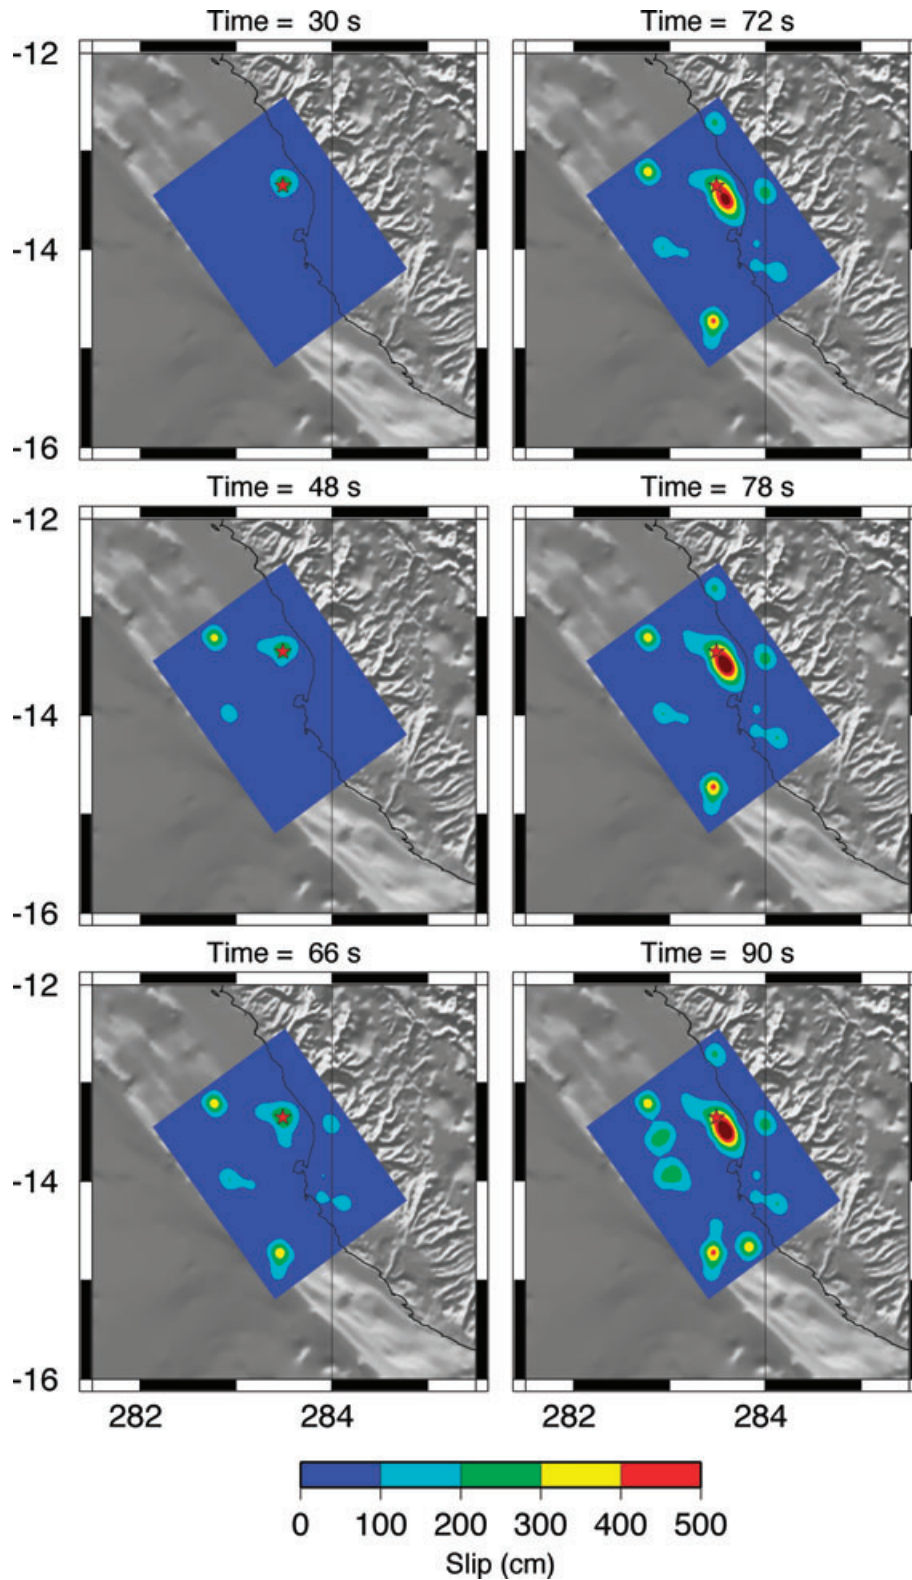 Time = 30 s
Time = 72 s
-12
-14
-16
Time = 48 s
Time = 78 s
-12
-14
-16
Time = 66 s
Time = 90 s
-12
-14
-16
282 284 282 284
0 100 200 300 400 500
Slip (cm)